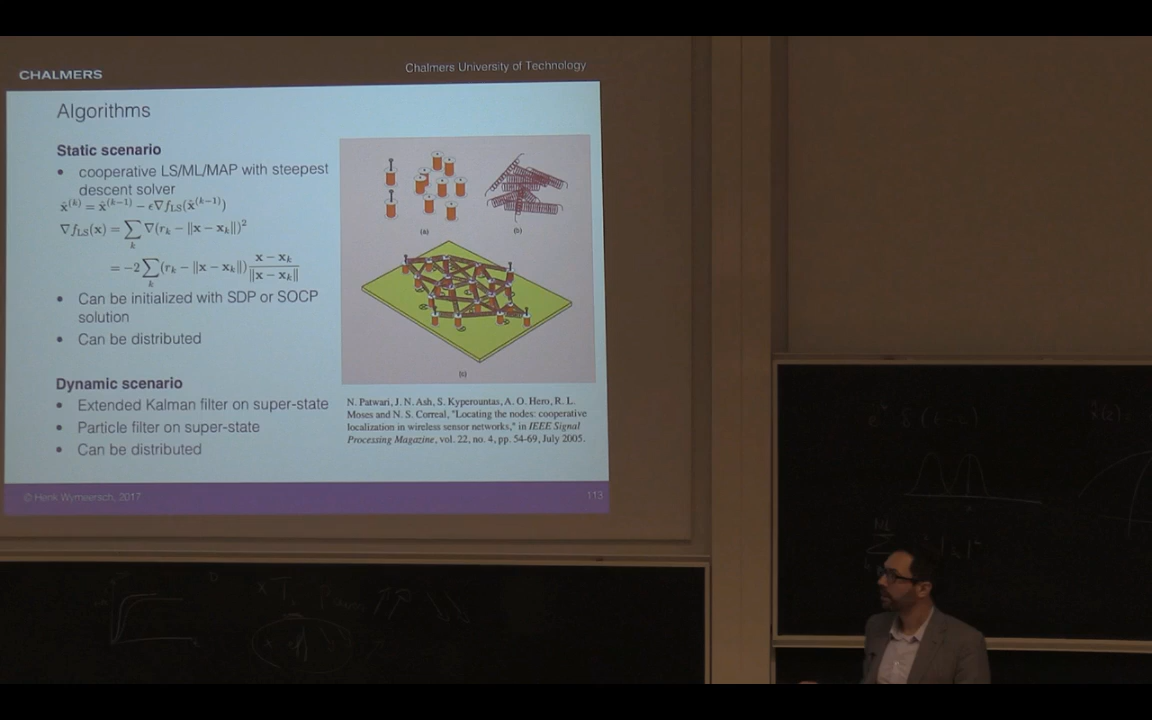 CHALMERS
Chalmers University of Technology
Algorithms
Static scenario
• cooperative LS/ML/MAP with steepest
descent solver
x̂^(k) = x̂^(k-1) − ϵ∇f_LS(x̂^(k-1))
∇f_LS(x) = ∑_k ∇(r_k − ‖x − x_k‖)²
= −2 ∑_k (r_k − ‖x − x_k‖) (x − x_k)/‖x − x_k‖
• Can be initialized with SDP or SOCP
solution
• Can be distributed
Dynamic scenario
• Extended Kalman filter on super-state
• Particle filter on super-state
• Can be distributed
(a)
(b)
(c)
N. Patwari, J. N. Ash, S. Kyperountas, A. O. Hero, R. L.
Moses and N. S. Correal, "Locating the nodes: cooperative
localization in wireless sensor networks," in IEEE Signal
Processing Magazine, vol. 22, no. 4, pp. 54-69, July 2005.
© Henk Wymeersch, 2017
113